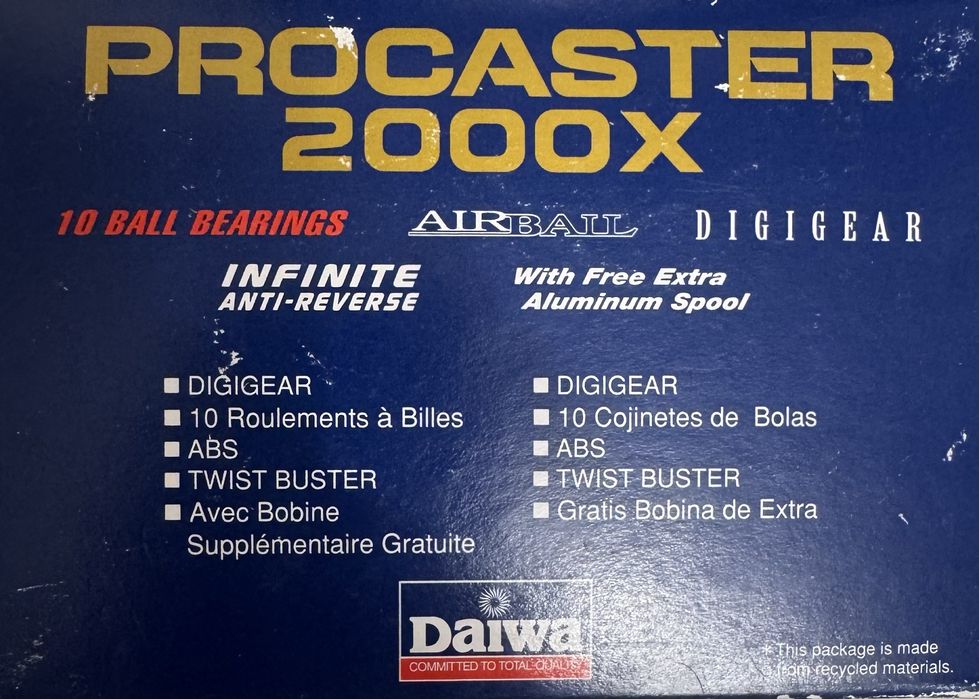 PROCASTER
2000X
10 BALL BEARINGS AIRBAIL DIGIGEAR
INFINITE
ANTI-REVERSE
With Free Extra
Aluminum Spool
■ DIGIGEAR
■ 10 Roulements à Billes
■ ABS
■ TWIST BUSTER
■ Avec Bobine
Supplémentaire Gratuite
■ DIGIGEAR
■ 10 Cojinetes de Bolas
■ ABS
■ TWIST BUSTER
■ Gratis Bobina de Extra
Daiwa
COMMITTED TO TOTAL QUALITY
* This package is made
from recycled materials.